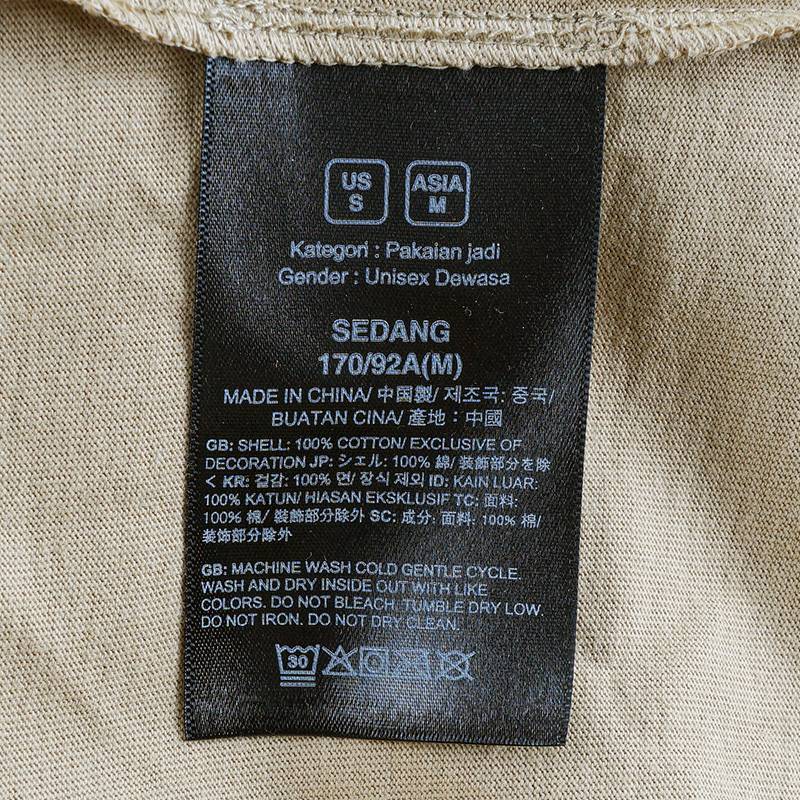 US ASIA
S M
Kategori : Pakaian jadi
Gender : Unisex Dewasa
SEDANG
170/92A(M)
MADE IN CHINA/ 中国製/ 제조국: 중국/
BUATAN CINA/ 產地：中國
GB: SHELL: 100% COTTON/ EXCLUSIVE OF
DECORATION JP: シェル: 100% 綿/ 装飾部分を除
く KR: 겉감: 100% 면/ 장식 제외 ID: KAIN LUAR:
100% KATUN/ HIASAN EKSKLUSIF TC: 面料:
100% 棉/ 裝飾部分除外 SC: 成分: 面料: 100% 棉/
装饰部分除外
GB: MACHINE WASH COLD GENTLE CYCLE.
WASH AND DRY INSIDE OUT WITH LIKE
COLORS. DO NOT BLEACH. TUMBLE DRY LOW.
DO NOT IRON. DO NOT DRY CLEAN.
30